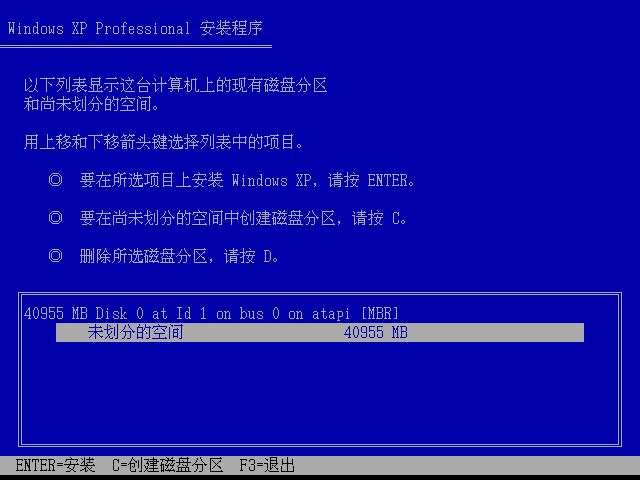 Windows XP Professional 安装程序
以下列表显示这台计算机上的现有磁盘分区
和尚未划分的空间。
用上移和下移箭头键选择列表中的项目。
◎ 要在所选项目上安装 Windows XP，请按 ENTER。
◎ 要在尚未划分的空间中创建磁盘分区，请按 C。
◎ 删除所选磁盘分区，请按 D。
40955 MB Disk 0 at Id 1 on bus 0 on atapi [MBR]
未划分的空间 40955 MB
ENTER=安装 C=创建磁盘分区 F3=退出